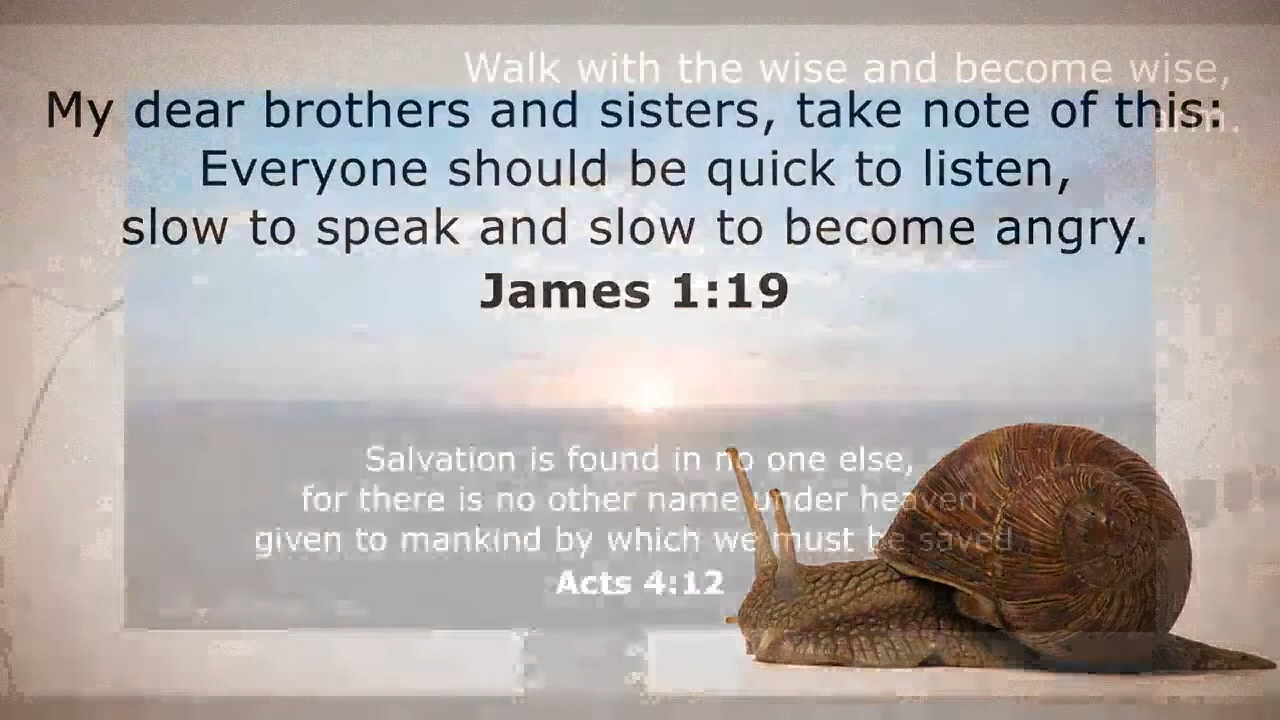 Walk with the wise and become wise,
My dear brothers and sisters, take note of this:
Everyone should be quick to listen,
slow to speak and slow to become angry.
James 1:19
Salvation is found in no one else,
for there is no other name under heaven
given to mankind by which we must be saved
Acts 4:12